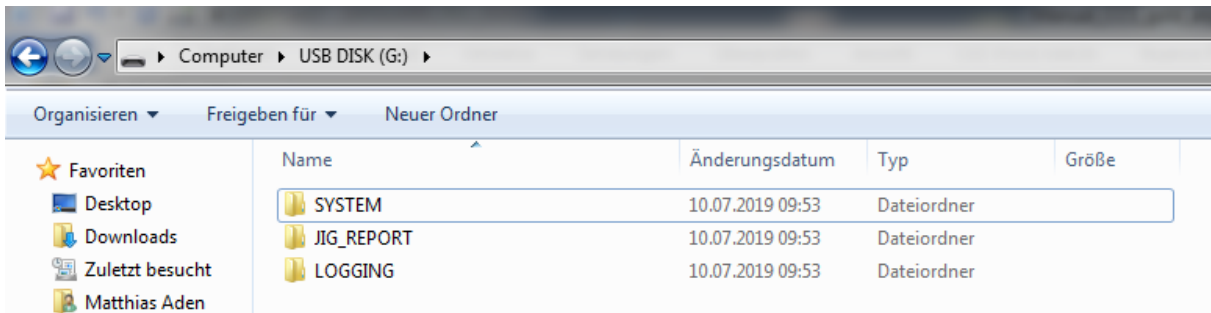 Computer USB DISK (G:)
Organisieren Freigeben für Neuer Ordner
Favoriten
Desktop
Downloads
Zuletzt besucht
Matthias Aden
Name Änderungsdatum Typ Größe
SYSTEM 10.07.2019 09:53 Dateiordner
JIG_REPORT 10.07.2019 09:53 Dateiordner
LOGGING 10.07.2019 09:53 Dateiordner